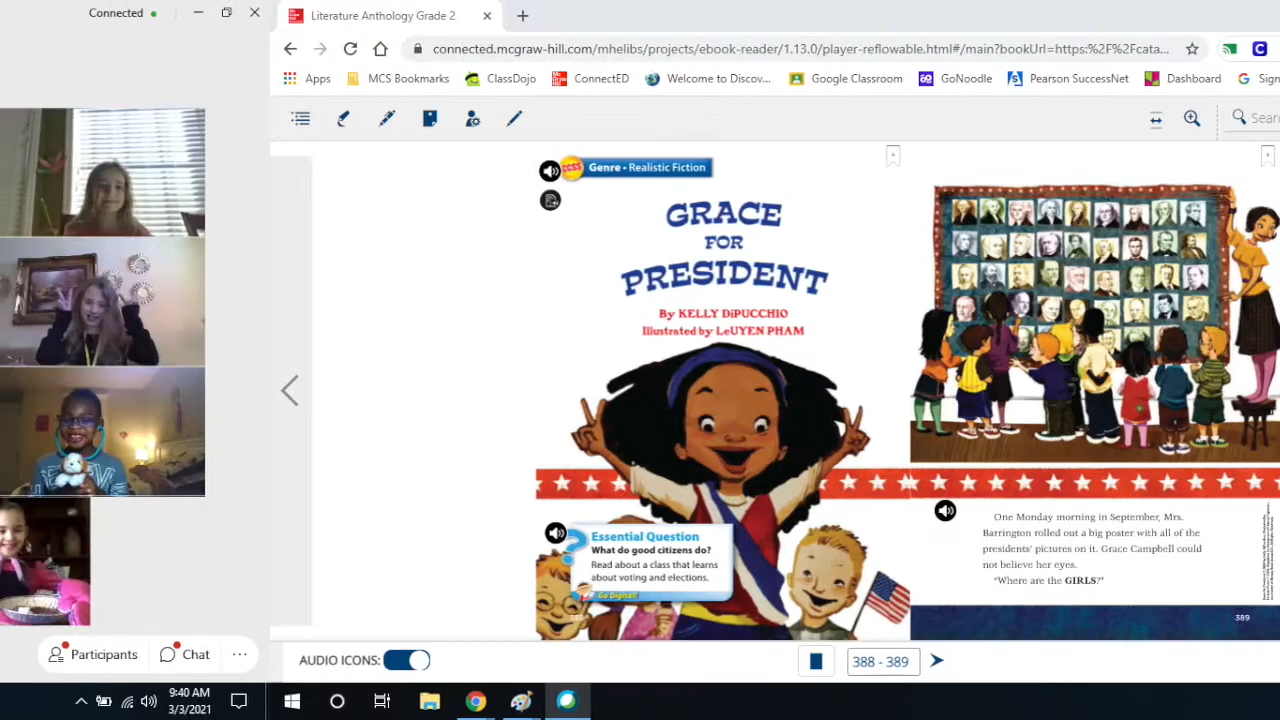 Connected
Literature Anthology Grade 2
connected.mcgraw-hill.com/mhelibs/projects/ebook-reader/1.13.0/player-reflowable.html#/main?bookUrl=https:%2F%2Fcata...
Apps MCS Bookmarks ClassDojo ConnectED Welcome to Discov... Google Classroom GoNoodle Pearson SuccessNet Dashboard Sign
Sear
CCSS Genre • Realistic Fiction
GRACE
FOR
PRESIDENT
By KELLY DiPUCCHIO
Illustrated by LeUYEN PHAM
Essential Question
What do good citizens do?
Read about a class that learns
about voting and elections.
Go Digital!
388
One Monday morning in September, Mrs.
Barrington rolled out a big poster with all of the
presidents' pictures on it. Grace Campbell could
not believe her eyes.
"Where are the GIRLS?"
389
Participants Chat
AUDIO ICONS:
388 - 389
9:40 AM
3/3/2021